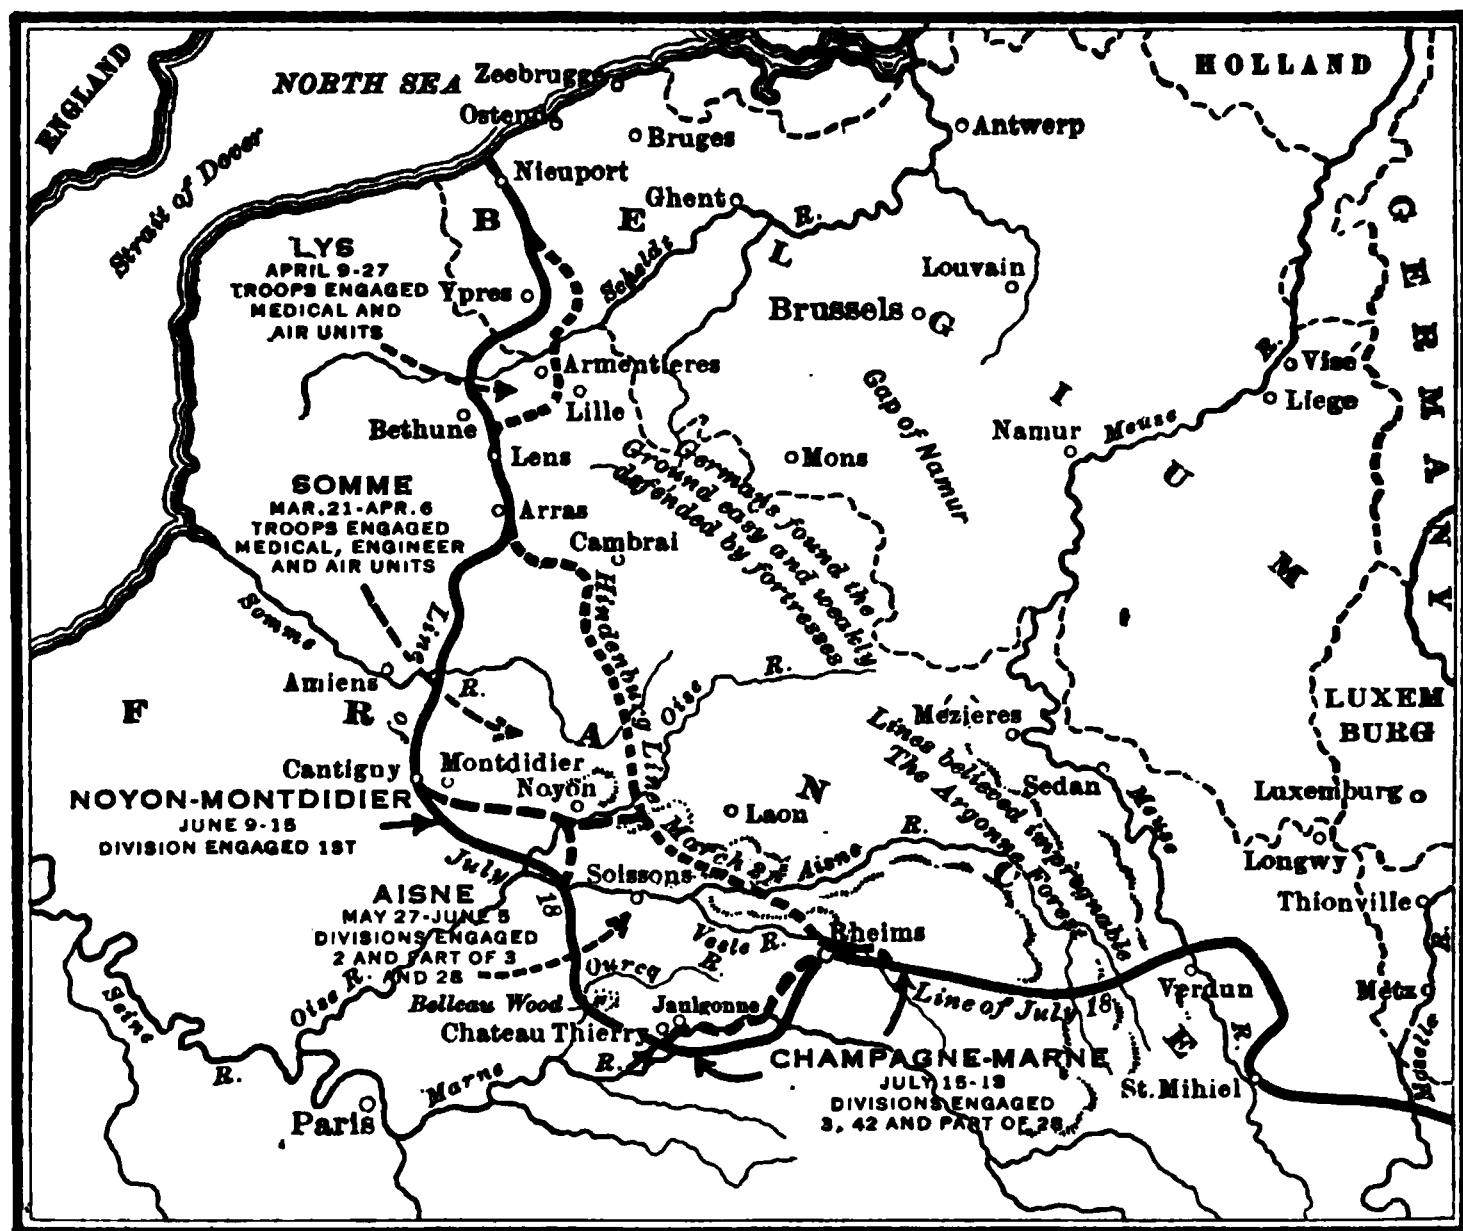 ENGLAND
NORTH SEA
Strait of Dover
HOLLAND
Zeebrugge
Ostend
Bruges
Antwerp
Nieuport
Ghent
Scheldt
R.
BELGIUM
GERMANY
LYS
APRIL 9-27
TROOPS ENGAGED
MEDICAL AND
AIR UNITS
Ypres
Louvain
Brussels
Armentieres
Lille
Bethune
Lens
Mons
Gap of Namur
Namur
Meuse
R.
Vise
Liege
Germans found the
Ground easy and weakly
defended by fortresses
SOMME
MAR. 21-APR. 6
TROOPS ENGAGED
MEDICAL, ENGINEER
AND AIR UNITS
Arras
Cambrai
Hindenburg Line
March 21
Somme
R.
Line
of
July
18
Amiens
Oise
R.
FRANCE
Mézières
Sedan
Meuse
R.
Lines believed impregnable
The Argonne Forest
LUXEM
BURG
Luxemburg
Longwy
Thionville
Metz
Moselle
R.
Cantigny
Montdidier
Noyon
Laon
NOYON-MONTDIDIER
JUNE 9-15
DIVISION ENGAGED 1ST
Soissons
Aisne
R.
AISNE
MAY 27-JUNE 5
DIVISIONS ENGAGED
2 AND PART OF 3
AND 28
Vesle R.
Rheims
Ourcq
R.
Belleau Wood
Jaulgonne
Chateau Thierry
Line of July 18
Verdun
St. Mihiel
Oise R.
Seine
R.
Marne
R.
Paris
CHAMPAGNE-MARNE
JULY 15-18
DIVISIONS ENGAGED
3, 42 AND PART OF 28